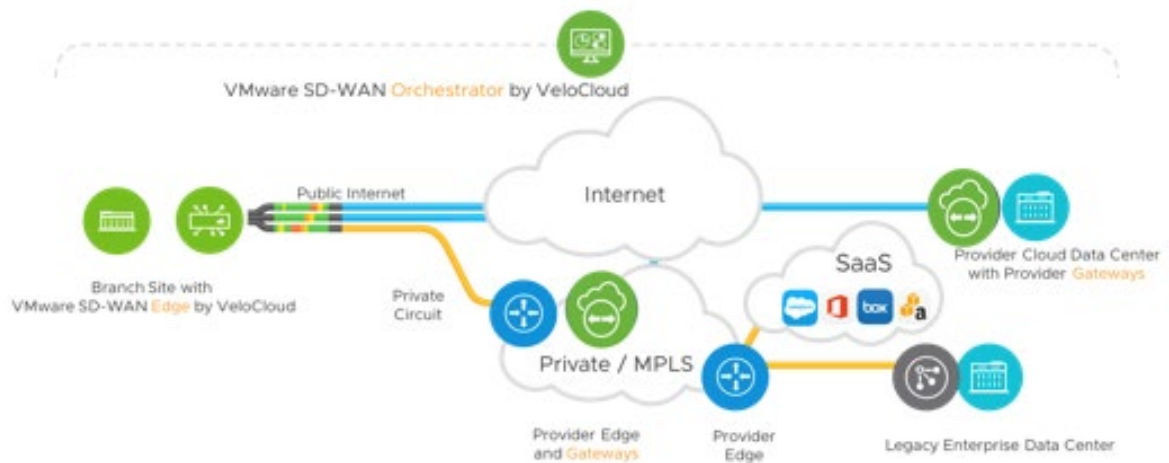 VMware SD-WAN Orchestrator by VeloCloud
Public Internet
Internet
Branch Site with
VMware SD-WAN Edge by VeloCloud
Private
Circuit
SaaS
box
a
Provider Cloud Data Center
with Provider Gateways
Private / MPLS
Provider Edge
and Gateways
Provider
Edge
Legacy Enterprise Data Center